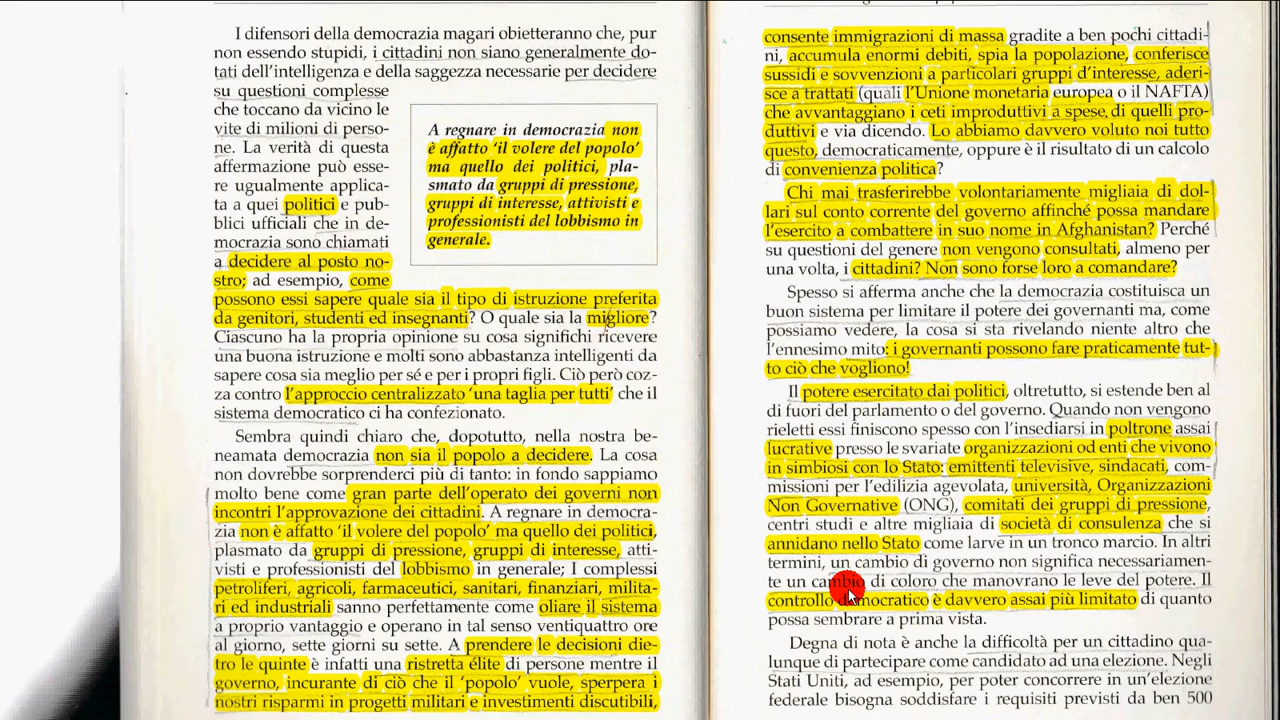 I difensori della democrazia magari obietteranno che, pur
non essendo stupidi, i cittadini non siano generalmente do-
tati dell'intelligenza e della saggezza necessarie per decidere
su questioni complesse
che toccano da vicino le
vite di milioni di perso-
ne. La verità di questa
affermazione può esse-
re ugualmente applica-
ta a quei politici e pub-
blici ufficiali che in de-
mocrazia sono chiamati
a decidere al posto no-
stro; ad esempio, come
possono essi sapere quale sia il tipo di istruzione preferita
da genitori, studenti ed insegnanti? O quale sia la migliore?
Ciascuno ha la propria opinione su cosa significhi ricevere
una buona istruzione e molti sono abbastanza intelligenti da
sapere cosa sia meglio per sé e per i propri figli. Ciò però coz-
za contro l'approccio centralizzato 'una taglia per tutti' che il
sistema democratico ci ha confezionato.
A regnare in democrazia non
è affatto 'il volere del popolo'
ma quello dei politici, pla-
smato da gruppi di pressione,
gruppi di interesse, attivisti e
professionisti del lobbismo in
generale.
Sembra quindi chiaro che, dopotutto, nella nostra be-
neamata democrazia non sia il popolo a decidere. La cosa
non dovrebbe sorprenderci più di tanto: in fondo sappiamo
molto bene come gran parte dell'operato dei governi non
incontri l'approvazione dei cittadini. A regnare in democra-
zia non è affatto 'il volere del popolo' ma quello dei politici,
plasmato da gruppi di pressione, gruppi di interesse, atti-
visti e professionisti del lobbismo in generale; I complessi
petroliferi, agricoli, farmaceutici, sanitari, finanziari, milita-
ri ed industriali sanno perfettamente come oliare il sistema
a proprio vantaggio e operano in tal senso ventiquattro ore
al giorno, sette giorni su sette. A prendere le decisioni die-
tro le quinte è infatti una ristretta élite di persone mentre il
governo, incurante di ciò che il 'popolo' vuole, sperpera i
nostri risparmi in progetti militari e investimenti discutibili,
consente immigrazioni di massa gradite a ben pochi cittadi-
ni, accumula enormi debiti, spia la popolazione, conferisce
sussidi e sovvenzioni a particolari gruppi d'interesse, aderi-
sce a trattati (quali l'Unione monetaria europea o il NAFTA)
che avvantaggiano i ceti improduttivi a spese di quelli pro-
duttivi e via dicendo. Lo abbiamo davvero voluto noi tutto
questo, democraticamente, oppure è il risultato di un calcolo
di convenienza politica?
Chi mai trasferirebbe volontariamente migliaia di dol-
lari sul conto corrente del governo affinché possa mandare
l'esercito a combattere in suo nome in Afghanistan? Perché
su questioni del genere non vengono consultati, almeno per
una volta, i cittadini? Non sono forse loro a comandare?
Spesso si afferma anche che la democrazia costituisca un
buon sistema per limitare il potere dei governanti ma, come
possiamo vedere, la cosa si sta rivelando niente altro che
l'ennesimo mito: i governanti possono fare praticamente tut-
to ciò che vogliono!
Il potere esercitato dai politici, oltretutto, si estende ben al
di fuori del parlamento o del governo. Quando non vengono
rieletti essi finiscono spesso con l'insediarsi in poltrone assai
lucrative presso le svariate organizzazioni od enti che vivono
in simbiosi con lo Stato: emittenti televisive, sindacati, com-
missioni per l'edilizia agevolata, università, Organizzazioni
Non Governative (ONG), comitati dei gruppi di pressione,
centri studi e altre migliaia di società di consulenza che si
annidano nello Stato come larve in un tronco marcio. In altri
termini, un cambio di governo non significa necessariamen-
te un cambio di coloro che manovrano le leve del potere. Il
controllo democratico è davvero assai più limitato di quanto
possa sembrare a prima vista.
Degna di nota è anche la difficoltà per un cittadino qua-
lunque di partecipare come candidato ad una elezione. Negli
Stati Uniti, ad esempio, per poter concorrere in un'elezione
federale bisogna soddisfare i requisiti previsti da ben 500